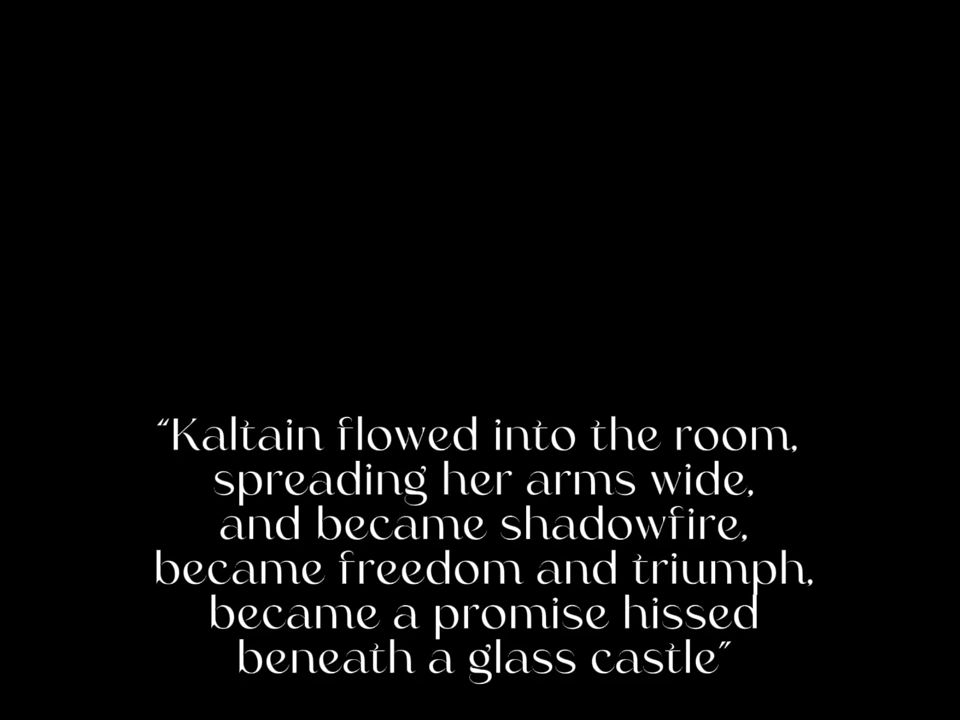 “Kaltain flowed into the room,
spreading her arms wide,
and became shadowfire,
became freedom and triumph,
became a promise hissed
beneath a glass castle”